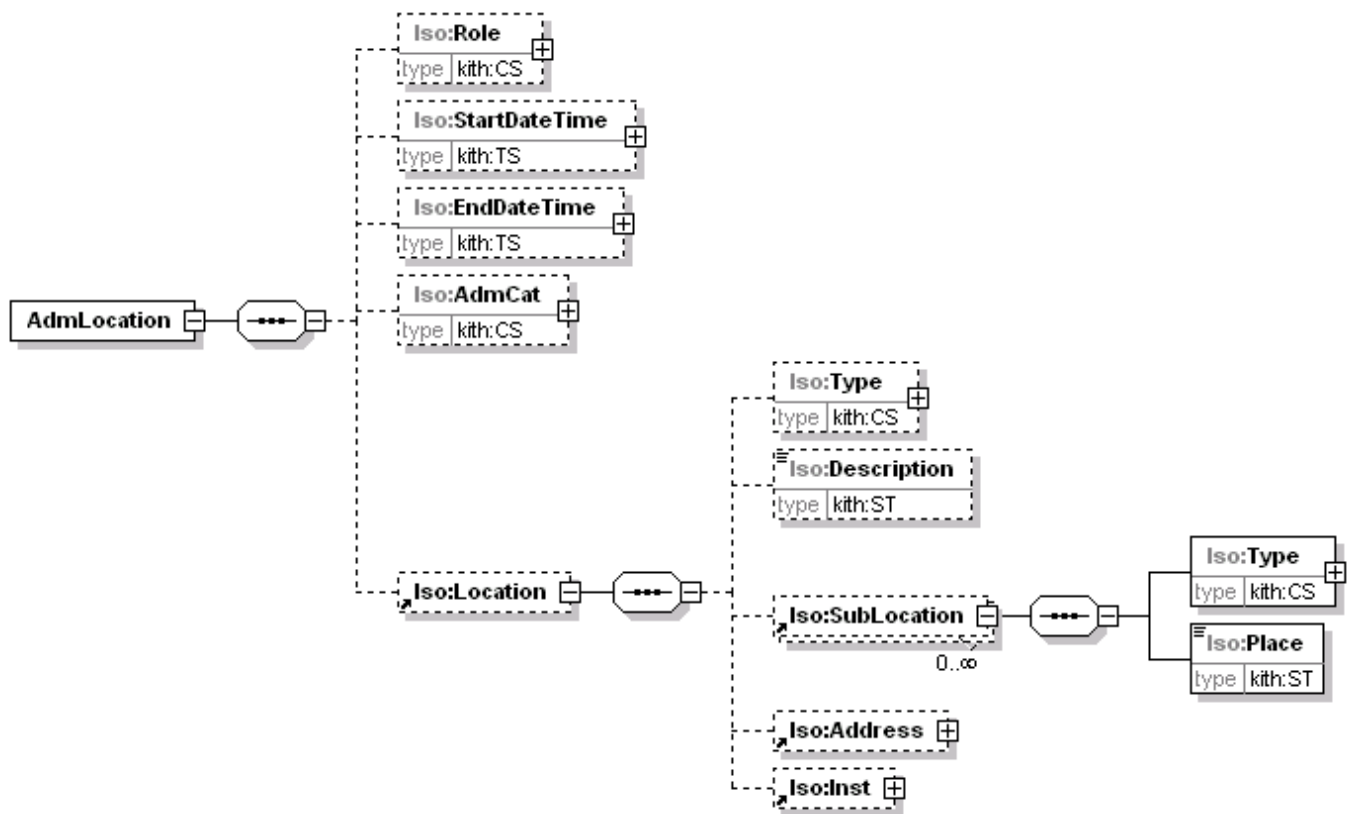 Iso:Role
type kith:CS
Iso:StartDateTime
type kith:TS
Iso:EndDateTime
type kith:TS
Iso:AdmCat
type kith:CS
AdmLocation
Iso:Location
Iso:Type
type kith:CS
Iso:Description
type kith:ST
Iso:SubLocation
0..∞
Iso:Type
type kith:CS
Iso:Place
type kith:ST
Iso:Address
Iso:Inst